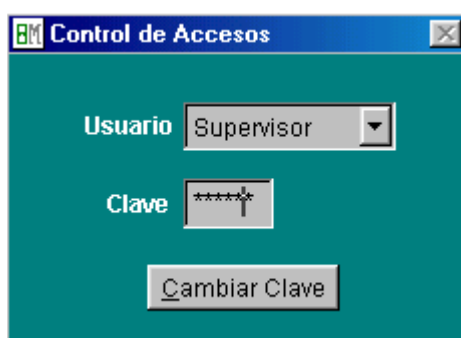 BM Control de Accesos
Usuario Supervisor
Clave ******
Cambiar Clave